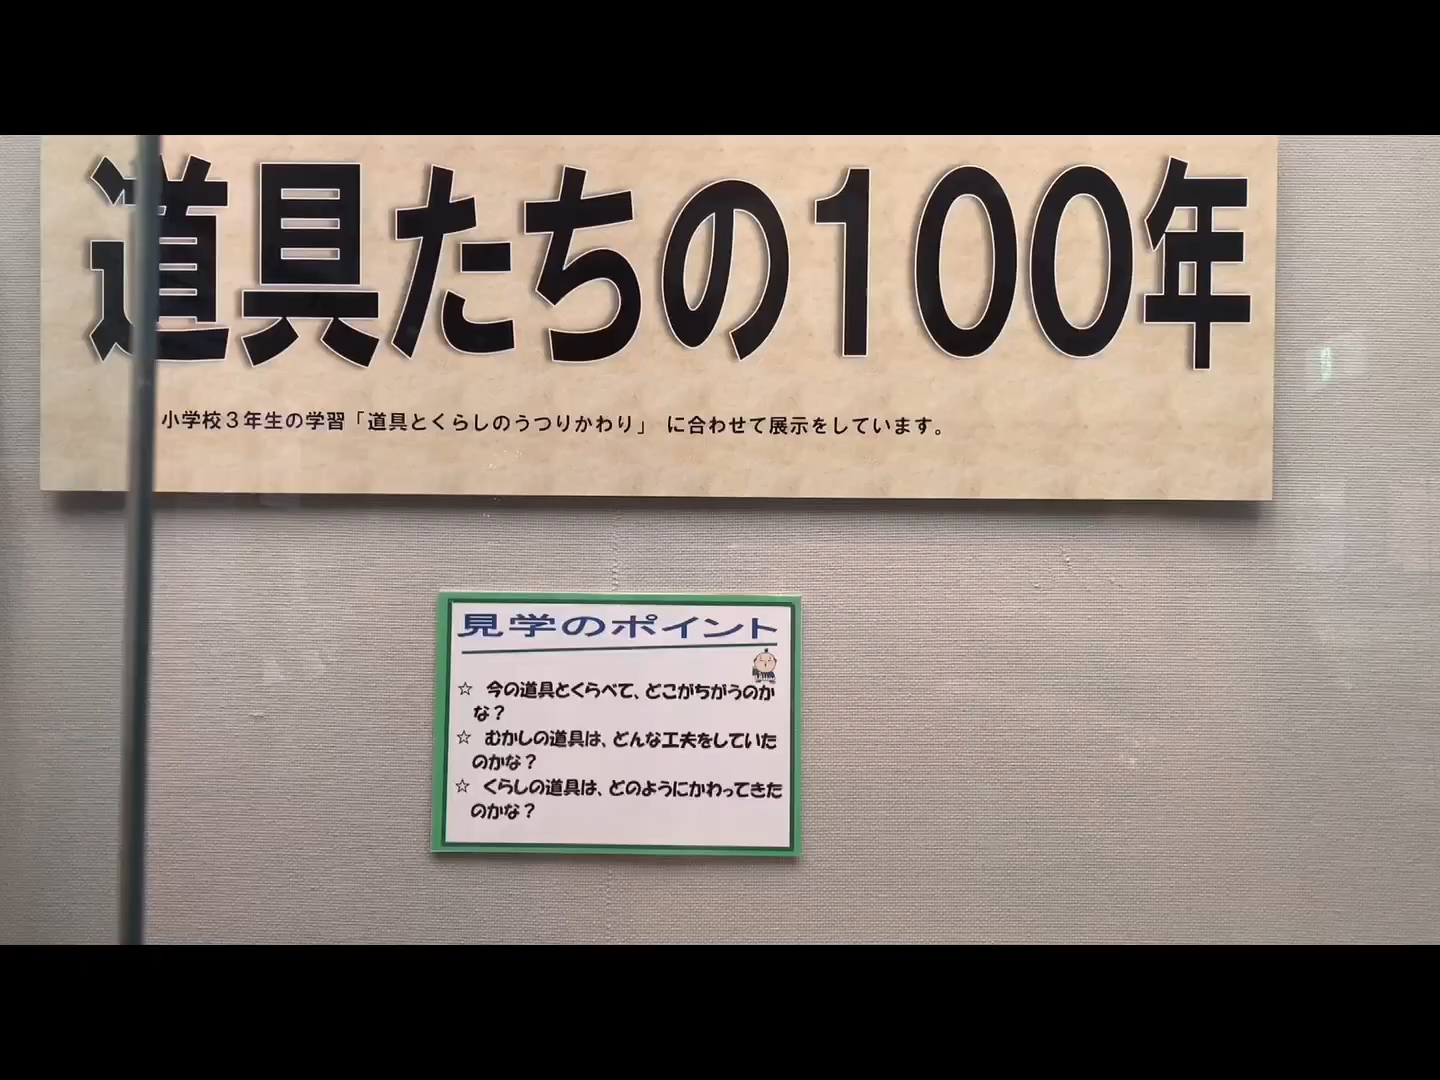 道具たちの100年
小学校3年生の学習「道具とくらしのうつりかわり」 に合わせて展示をしています。
見学のポイント
☆ 今の道具とくらべて、どこがちがうのか
な？
☆ むかしの道具は、どんな工夫をしていた
のかな？
☆ くらしの道具は、どのようにかわってきた
のかな？